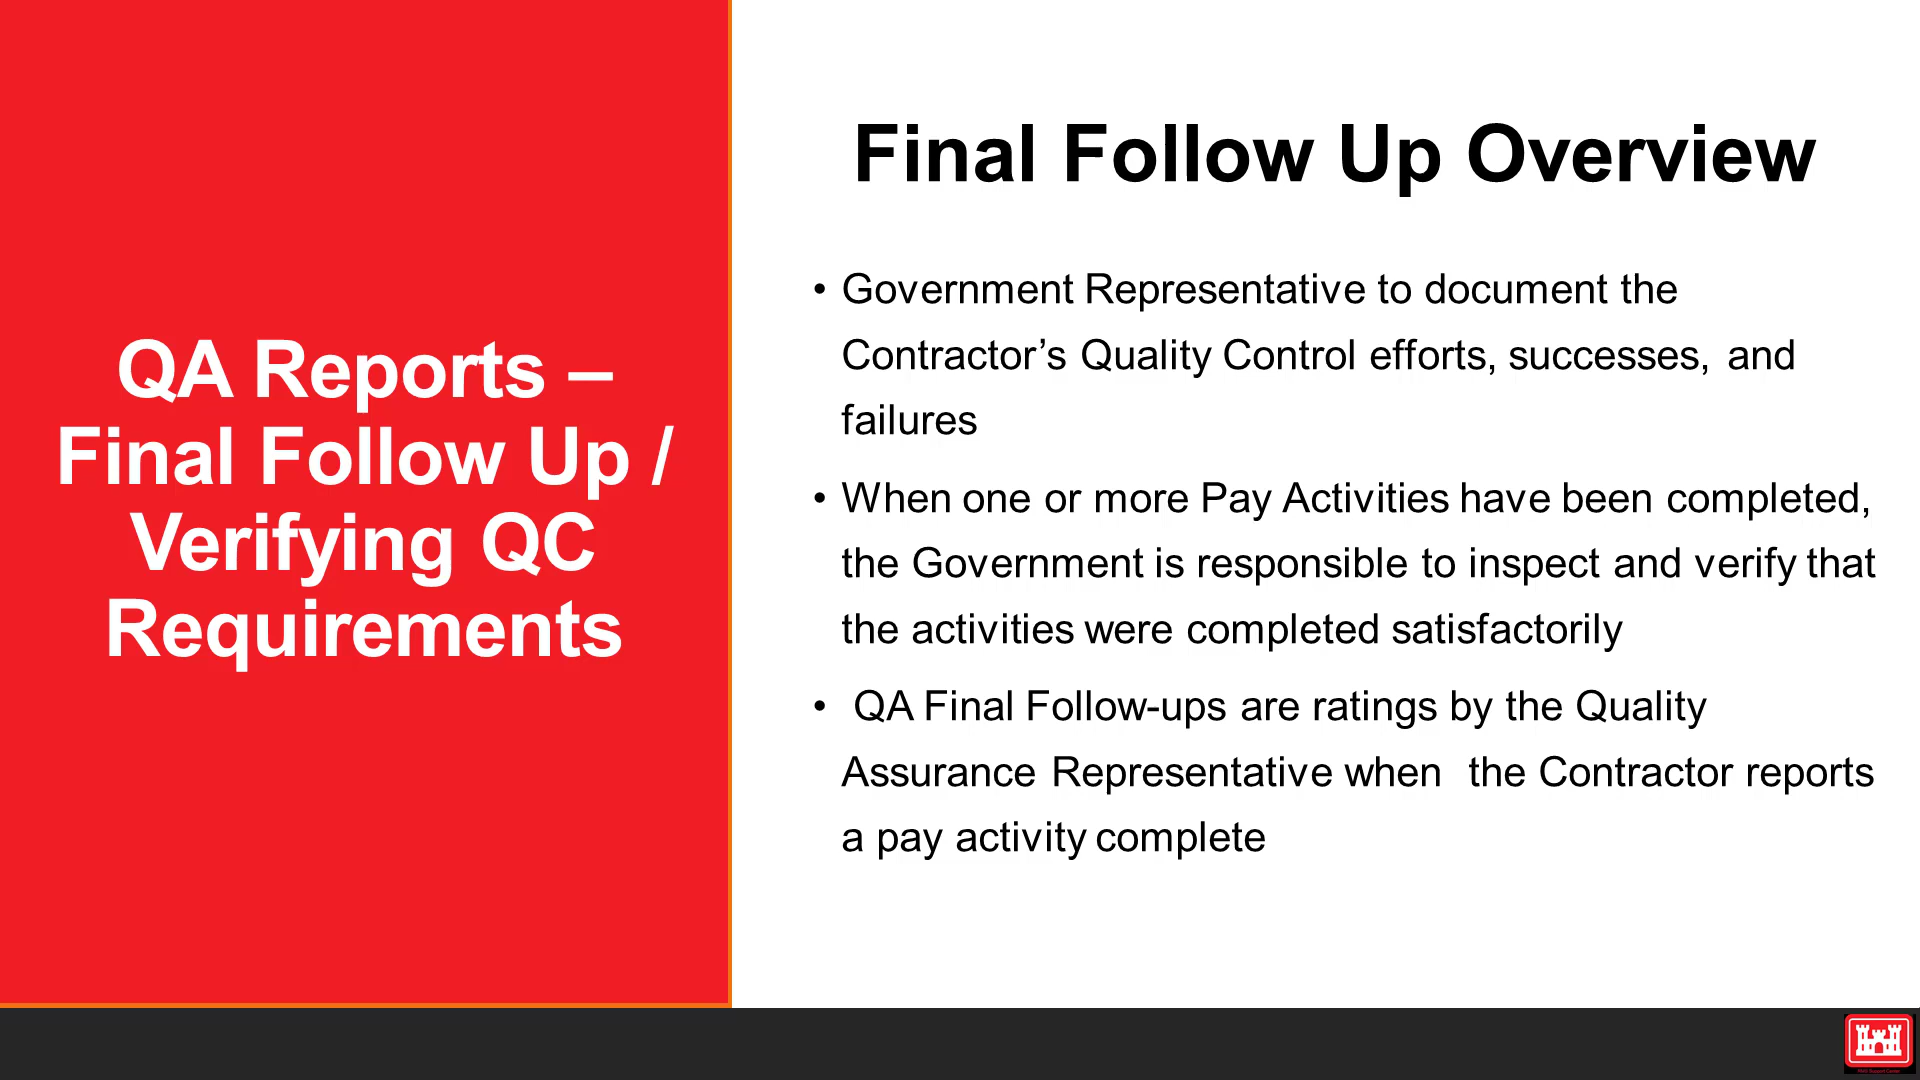 QA Reports –
Final Follow Up /
Verifying QC
Requirements
Final Follow Up Overview
• Government Representative to document the
Contractor’s Quality Control efforts, successes, and
failures
• When one or more Pay Activities have been completed,
the Government is responsible to inspect and verify that
the activities were completed satisfactorily
• QA Final Follow-ups are ratings by the Quality
Assurance Representative when the Contractor reports
a pay activity complete